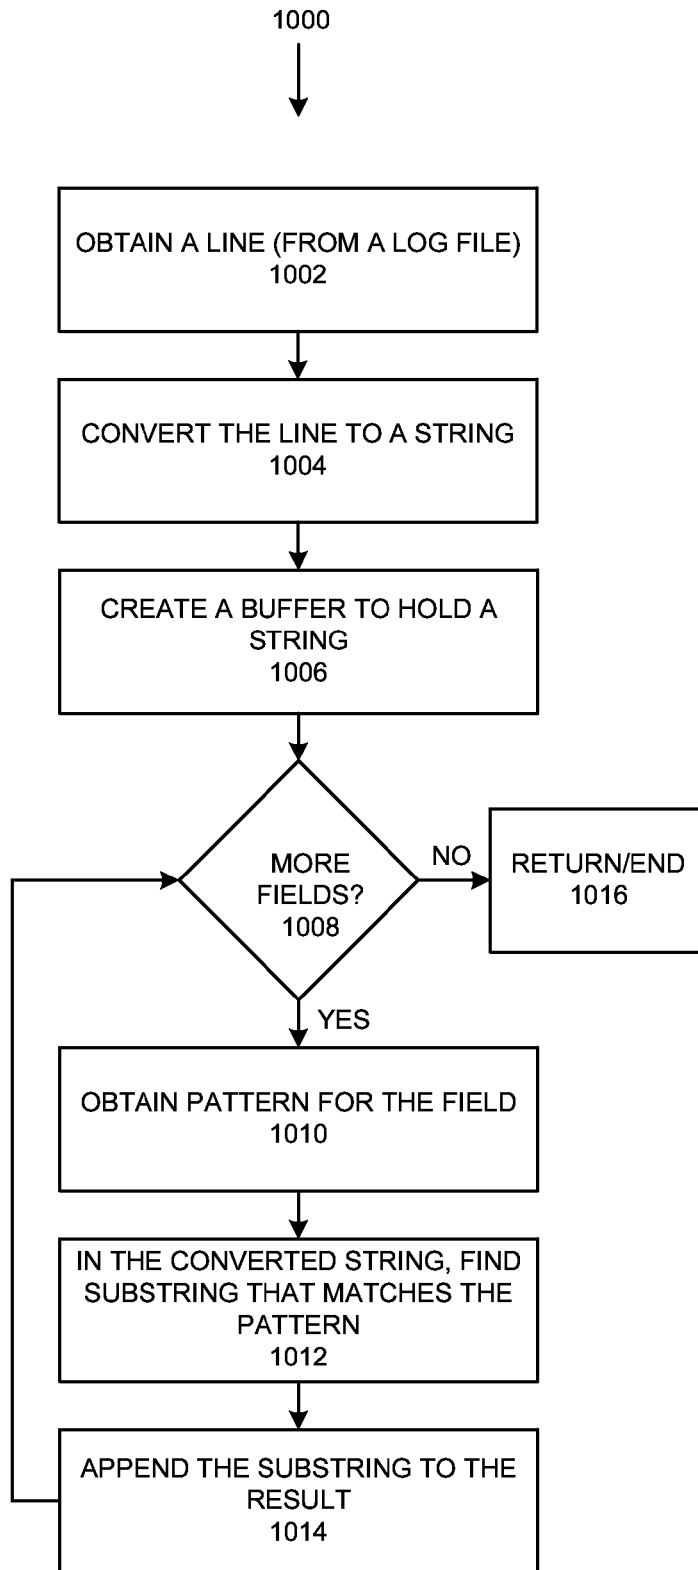 1000
OBTAIN A LINE (FROM A LOG FILE)
1002
CONVERT THE LINE TO A STRING
1004
CREATE A BUFFER TO HOLD A
STRING
1006
MORE
FIELDS?
1008
NO
RETURN/END
1016
YES
OBTAIN PATTERN FOR THE FIELD
1010
IN THE CONVERTED STRING, FIND
SUBSTRING THAT MATCHES THE
PATTERN
1012
APPEND THE SUBSTRING TO THE
RESULT
1014